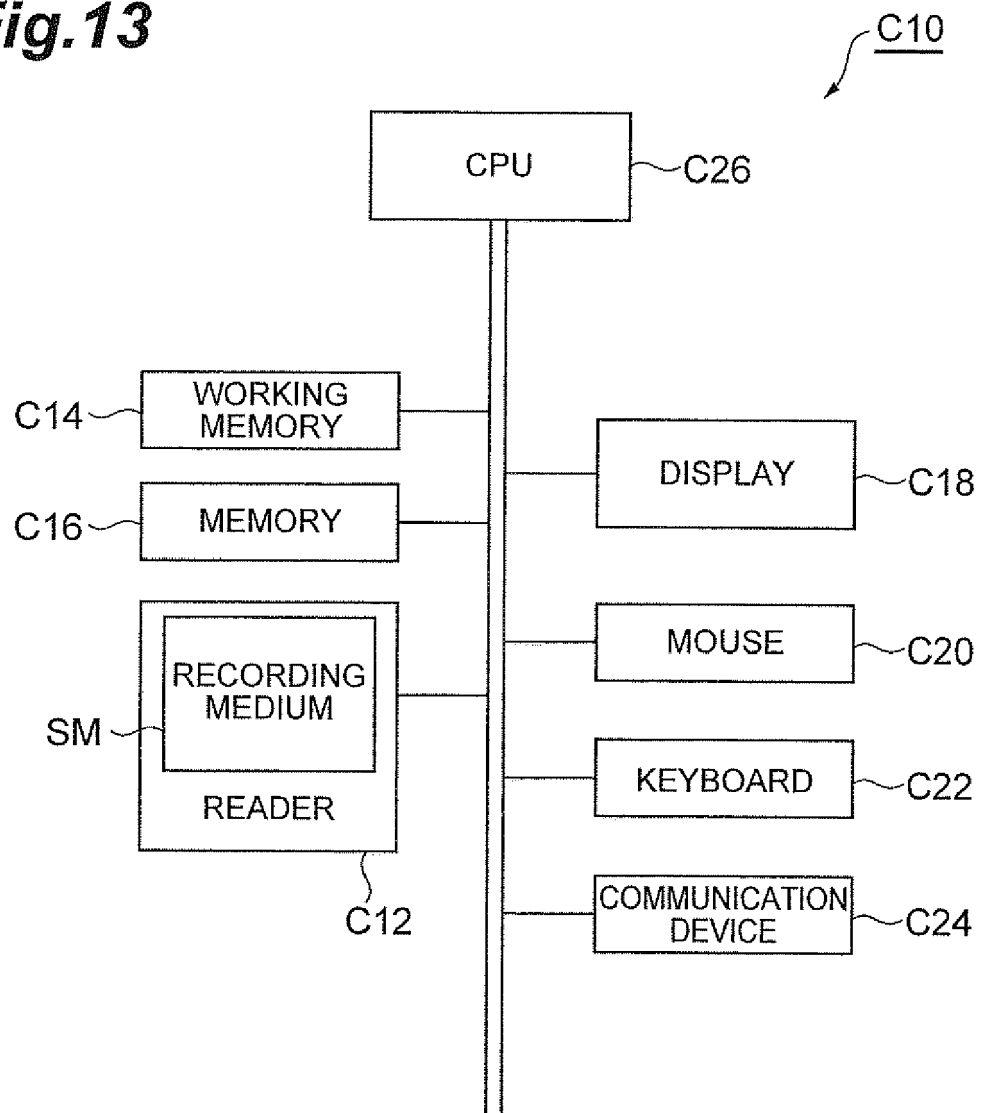 Fig.13
C10
CPU
C26
C14
WORKING
MEMORY
C16
MEMORY
DISPLAY
C18
RECORDING
MEDIUM
SM
READER
C12
MOUSE
C20
KEYBOARD
C22
COMMUNICATION
DEVICE
C24